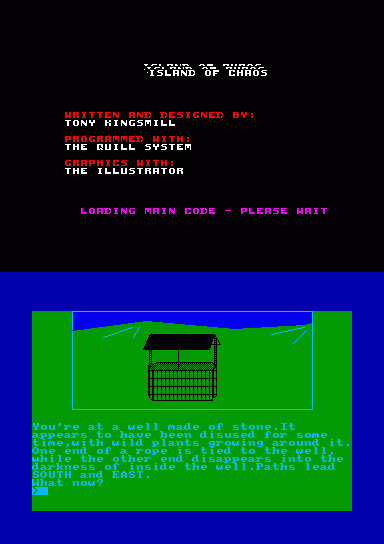 ISLAND OF CHAOS
ISLAND OF CHAOS
WRITTEN AND DESIGNED BY:
TONY KINGSMILL
PROGRAMMED WITH:
THE QUILL SYSTEM
GRAPHICS WITH:
THE ILLUSTRATOR
LOADING MAIN CODE - PLEASE WAIT
You're at a well made of stone.It
appears to have been disused for some
time,with wild plants growing around it.
One end of a rope is tied to the well,
while the other end disappears into the
darkness of inside the well.Paths lead
SOUTH and EAST.
What now?
>